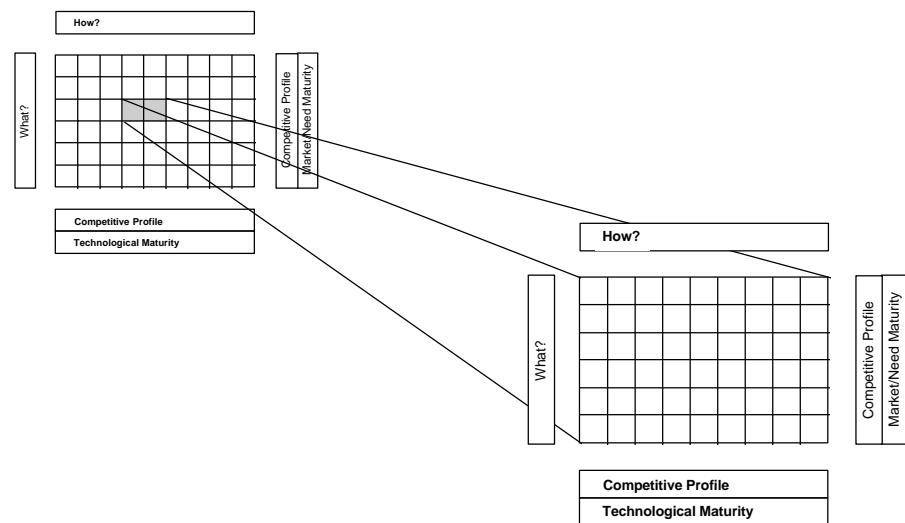 How?
What?
Competitive Profile
Market/Need Maturity
Competitive Profile
Technological Maturity
How?
What?
Competitive Profile
Market/Need Maturity
Competitive Profile
Technological Maturity